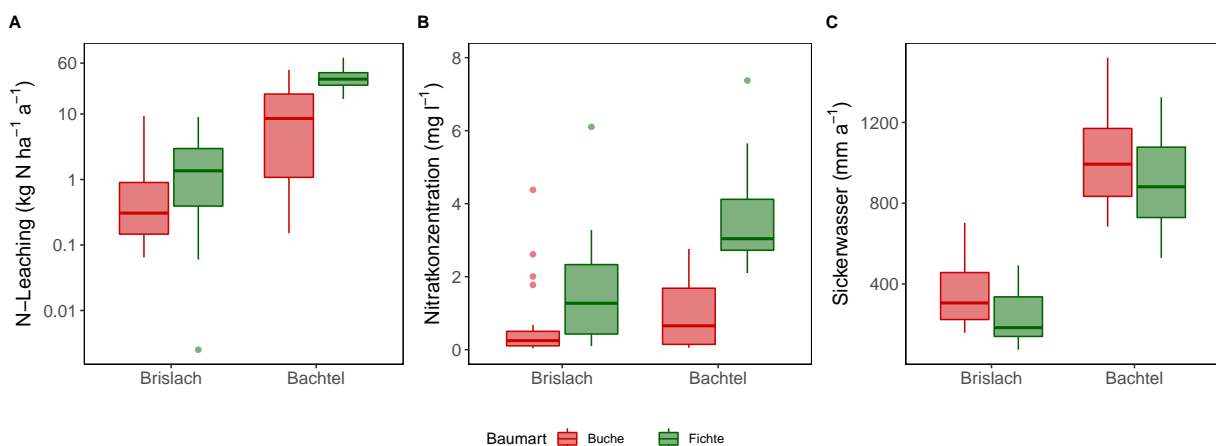 A
N−Leaching (kg N ha⁻¹ a⁻¹)
60
10
1
0.1
0.01
Brislach Bachtel
B
Nitratkonzentration (mg l⁻¹)
8
6
4
2
0
Brislach Bachtel
C
Sickerwasser (mm a⁻¹)
1200
800
400
Brislach Bachtel
Baumart Buche Fichte